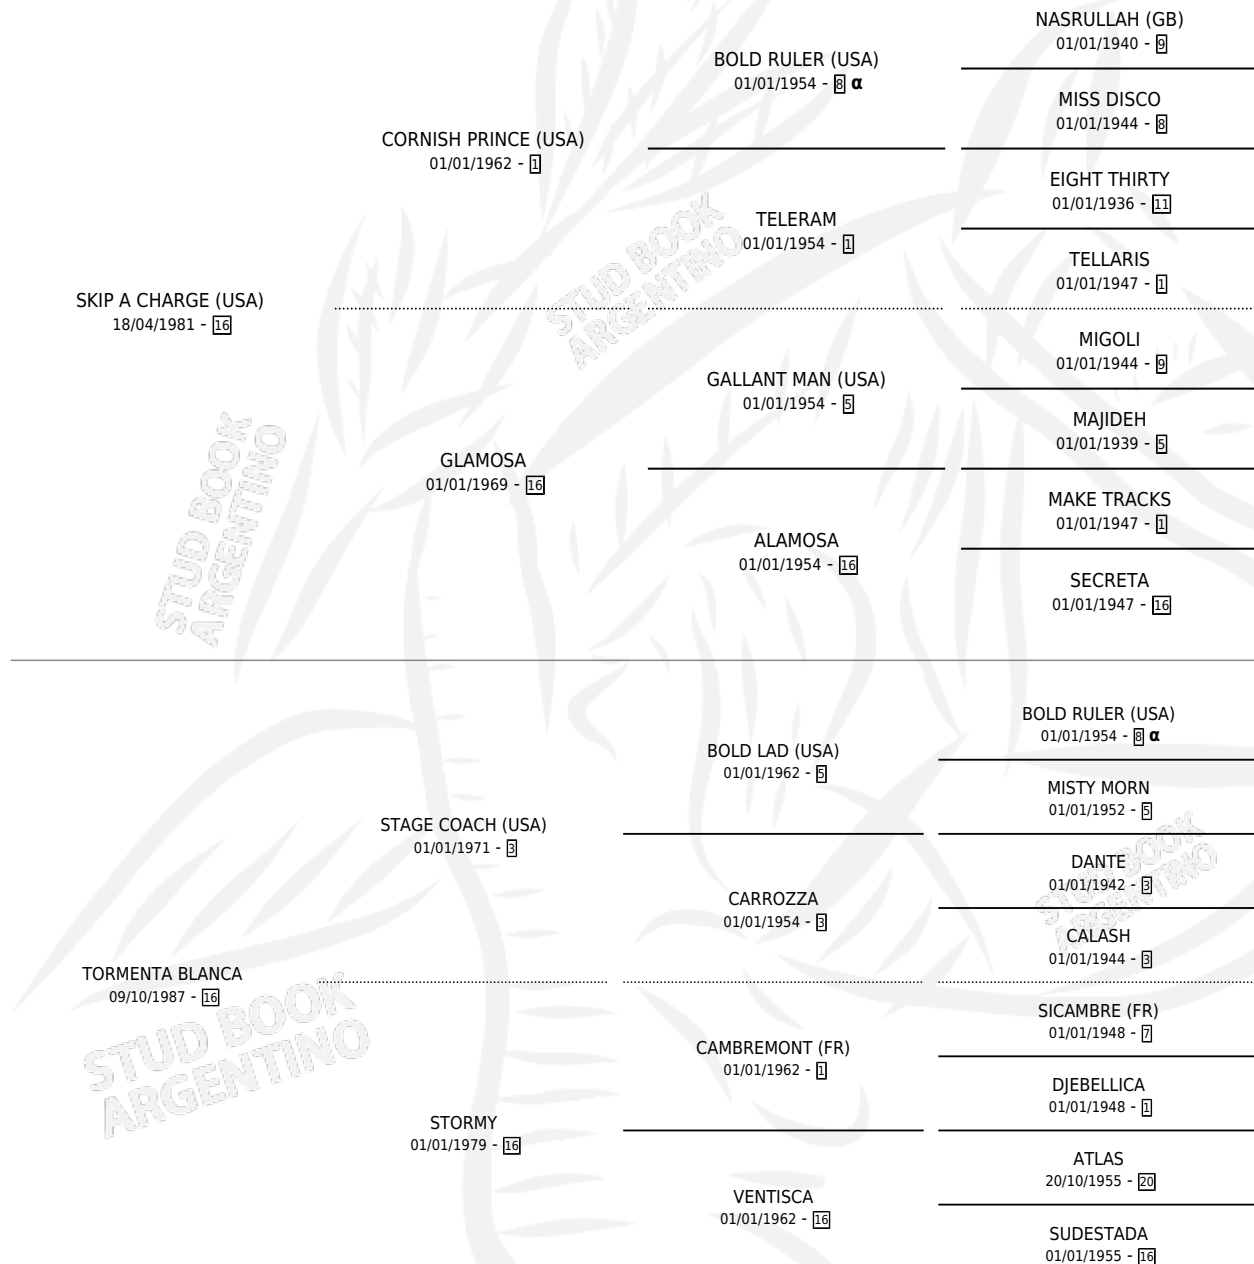 NASRULLAH (GB)
01/01/1940 - 9
BOLD RULER (USA)
01/01/1954 - 8 α
MISS DISCO
01/01/1944 - 8
CORNISH PRINCE (USA)
01/01/1962 - 1
EIGHT THIRTY
01/01/1936 - 11
TELERAM
01/01/1954 - 1
TELLARIS
01/01/1947 - 1
SKIP A CHARGE (USA)
18/04/1981 - 16
MIGOLI
01/01/1944 - 9
GALLANT MAN (USA)
01/01/1954 - 5
MAJIDEH
01/01/1939 - 5
GLAMOSA
01/01/1969 - 16
MAKE TRACKS
01/01/1947 - 1
ALAMOSA
01/01/1954 - 16
SECRETA
01/01/1947 - 16
BOLD RULER (USA)
01/01/1954 - 8 α
BOLD LAD (USA)
01/01/1962 - 5
MISTY MORN
01/01/1952 - 5
STAGE COACH (USA)
01/01/1971 - 3
DANTE
01/01/1942 - 3
CARROZZA
01/01/1954 - 3
CALASH
01/01/1944 - 3
TORMENTA BLANCA
09/10/1987 - 16
SICAMBRE (FR)
01/01/1948 - 7
CAMBREMONT (FR)
01/01/1962 - 1
DJEBELLICA
01/01/1948 - 1
STORMY
01/01/1979 - 16
ATLAS
20/10/1955 - 20
VENTISCA
01/01/1962 - 16
SUDESTADA
01/01/1955 - 16
STUD BOOK
ARGENTINO
STUD BOOK
ARGENTINO
STUD BOOK
ARGENTINO
STUD BOOK
ARGENTINO